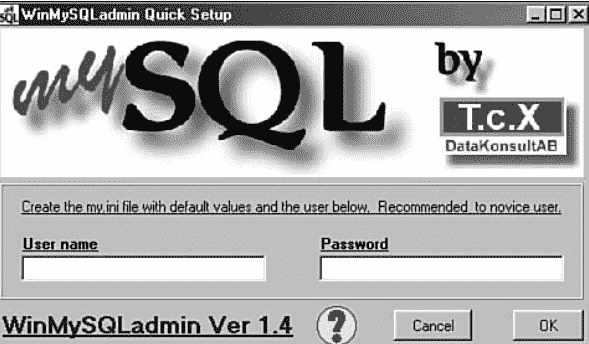 SQL WinMySQLadmin Quick Setup
mySQL by
T.c.X
DataKonsultAB
Create the my.ini file with default values and the user below. Recommended to novice user.
User name Password
WinMySQLadmin Ver 1.4 ? Cancel OK